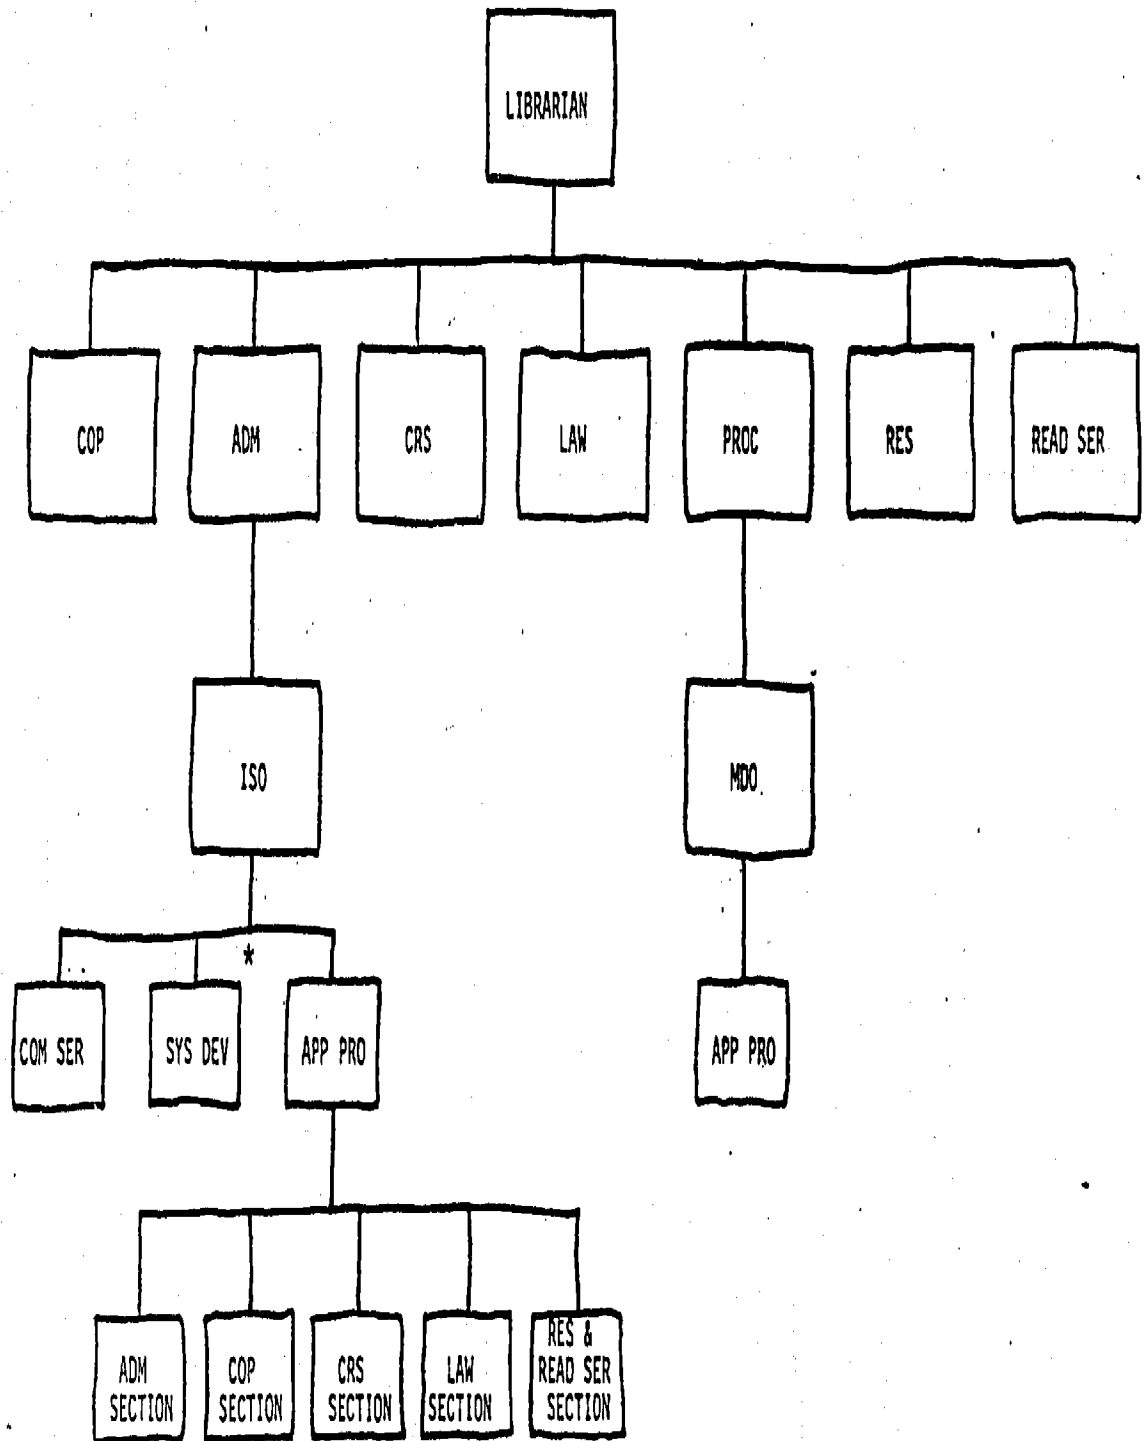 LIBRARIAN
COP
ADM
CRS
LAW
PROC
RES
READ SER
ISO
MDO
*
COM SER
SYS DEV
APP PRO
APP PRO
ADM
SECTION
COP
SECTION
CRS
SECTION
LAW
SECTION
RES &
READ SER
SECTION